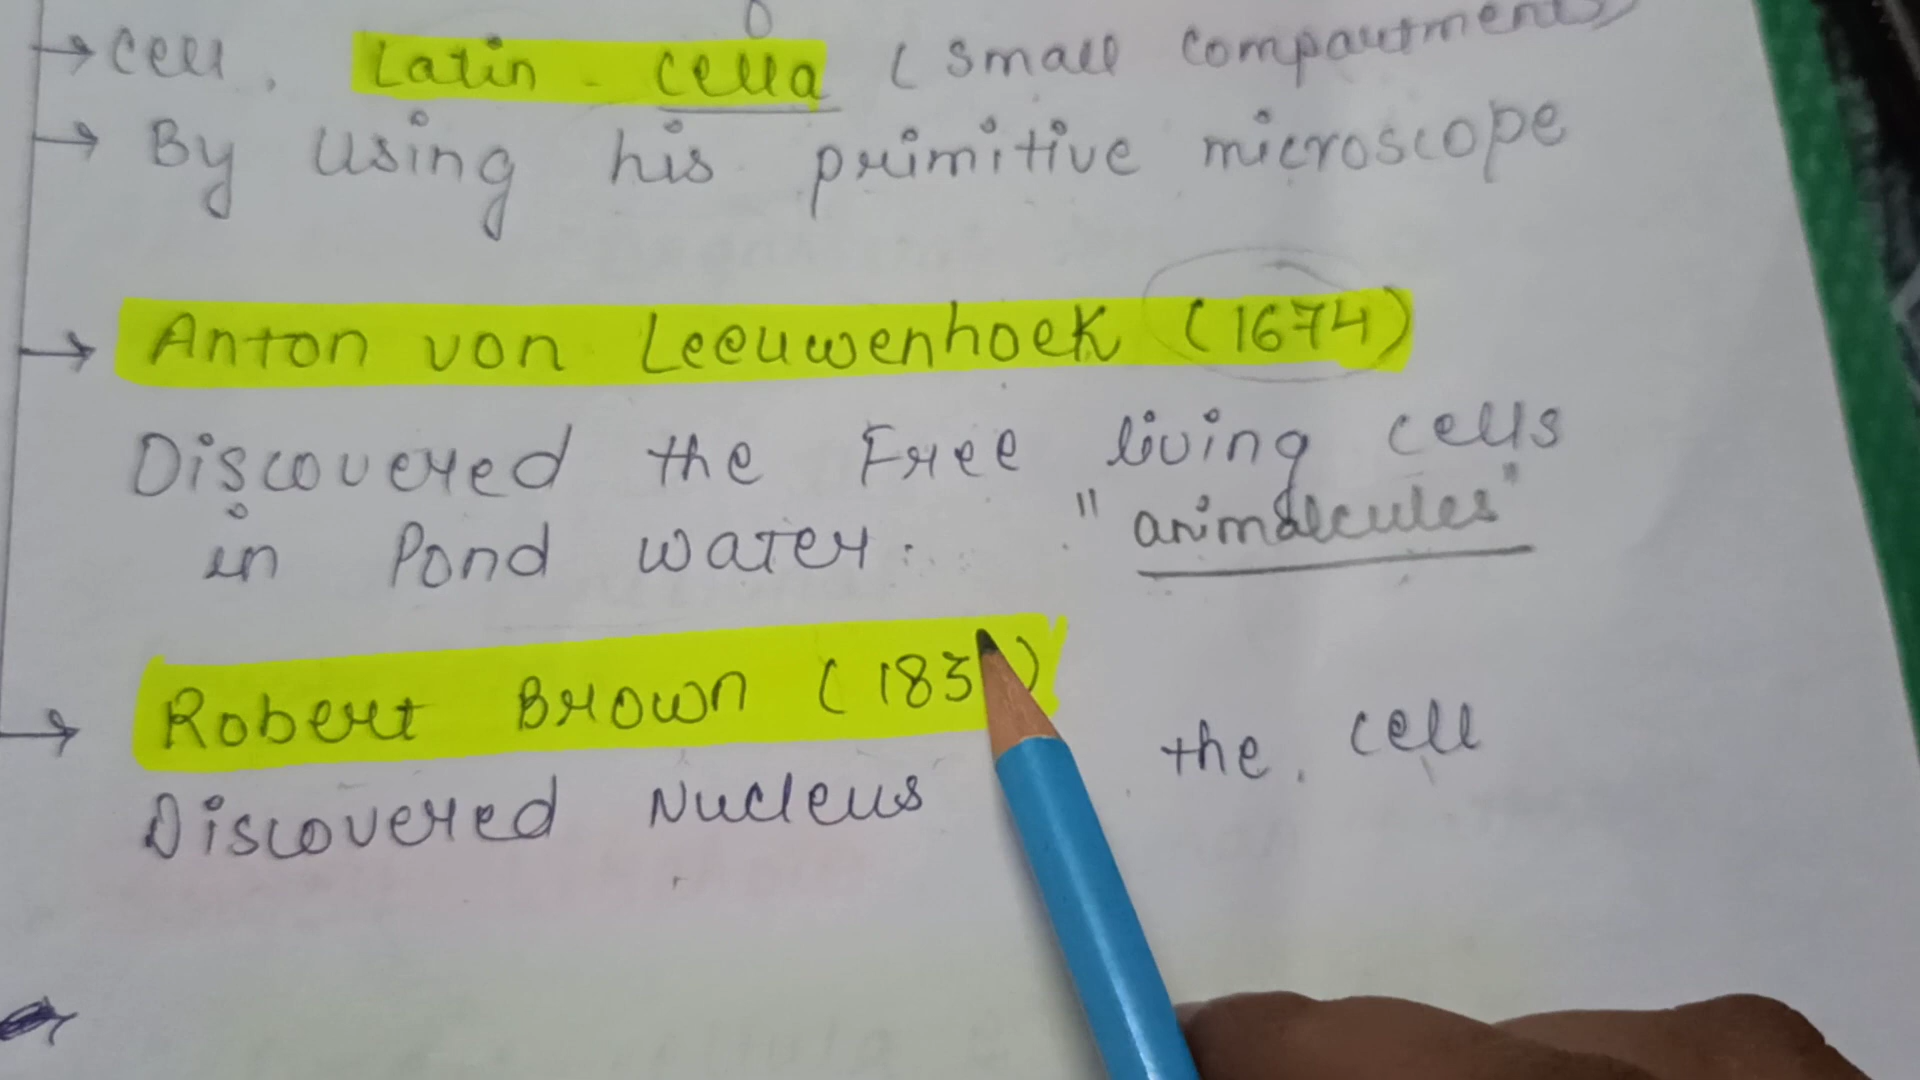 → cell. Latin - cella (small compartments)
→ By using his primitive microscope
→ Anton von Leeuwenhoek (1674)
Discovered the Free living cells
in Pond water. "animalcules"
→ Robert Brown (183
Discovered Nucleus the cell